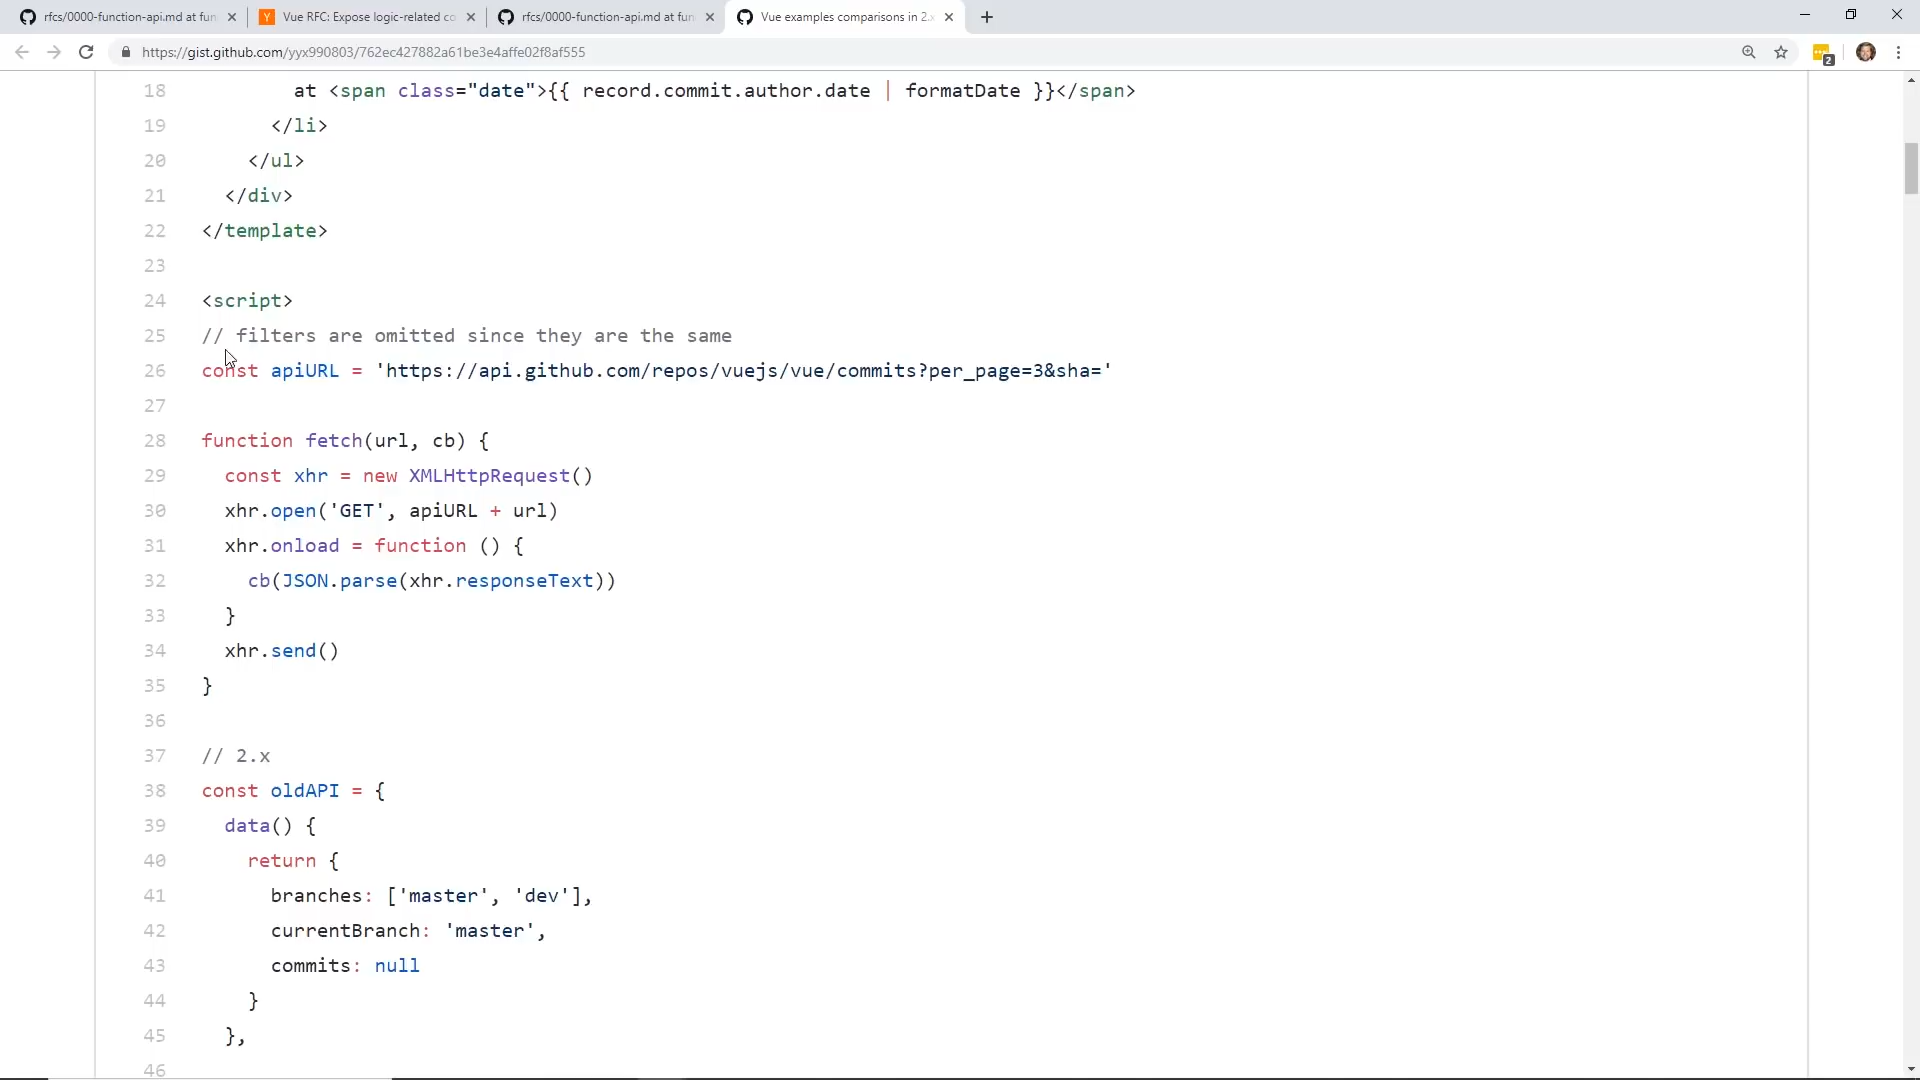 rfcs/0000-function-api.md at fun
Vue RFC: Expose logic-related co
rfcs/0000-function-api.md at fun
Vue examples comparisons in 2.x
https://gist.github.com/yyx990803/762ec427882a61be3e4affe02f8af555
2
18 at <span class="date">{{ record.commit.author.date | formatDate }}</span>
19 </li>
20 </ul>
21 </div>
22 </template>
23
24 <script>
25 // filters are omitted since they are the same
26 const apiURL = 'https://api.github.com/repos/vuejs/vue/commits?per_page=3&sha='
27
28 function fetch(url, cb) {
29 const xhr = new XMLHttpRequest()
30 xhr.open('GET', apiURL + url)
31 xhr.onload = function () {
32 cb(JSON.parse(xhr.responseText))
33 }
34 xhr.send()
35 }
36
37 // 2.x
38 const oldAPI = {
39 data() {
40 return {
41 branches: ['master', 'dev'],
42 currentBranch: 'master',
43 commits: null
44 }
45 },
46